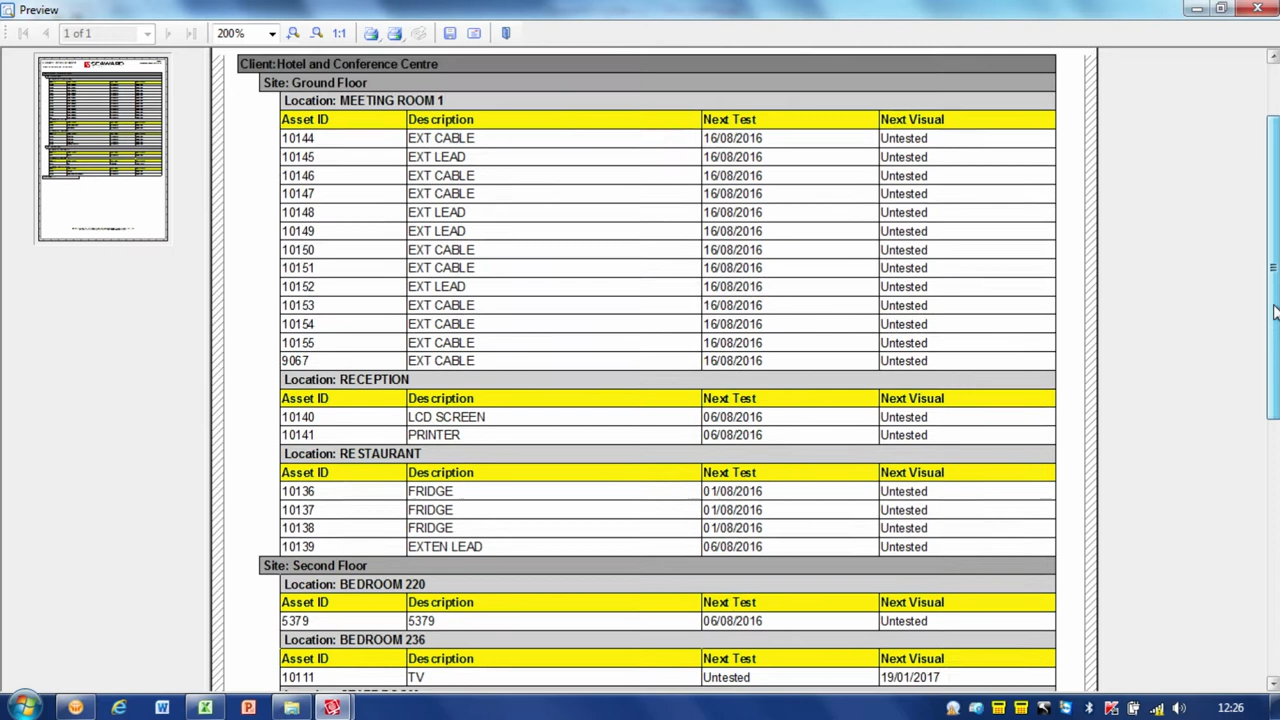 Preview
1 of 1
200%
1:1
SEAWARD
Client:Hotel and Conference Centre
Site: Ground Floor
Location: MEETING ROOM 1
Asset ID Description Next Test Next Visual
10144 EXT CABLE 16/08/2016 Untested
10145 EXT LEAD 16/08/2016 Untested
10146 EXT CABLE 16/08/2016 Untested
10147 EXT CABLE 16/08/2016 Untested
10148 EXT LEAD 16/08/2016 Untested
10149 EXT LEAD 16/08/2016 Untested
10150 EXT CABLE 16/08/2016 Untested
10151 EXT CABLE 16/08/2016 Untested
10152 EXT LEAD 16/08/2016 Untested
10153 EXT CABLE 16/08/2016 Untested
10154 EXT CABLE 16/08/2016 Untested
10155 EXT CABLE 16/08/2016 Untested
9067 EXT CABLE 16/08/2016 Untested
Location: RECEPTION
Asset ID Description Next Test Next Visual
10140 LCD SCREEN 06/08/2016 Untested
10141 PRINTER 06/08/2016 Untested
Location: RESTAURANT
Asset ID Description Next Test Next Visual
10136 FRIDGE 01/08/2016 Untested
10137 FRIDGE 01/08/2016 Untested
10138 FRIDGE 01/08/2016 Untested
10139 EXTEN LEAD 06/08/2016 Untested
Site: Second Floor
Location: BEDROOM 220
Asset ID Description Next Test Next Visual
5379 5379 06/08/2016 Untested
Location: BEDROOM 236
Asset ID Description Next Test Next Visual
10111 TV Untested 19/01/2017
12:26